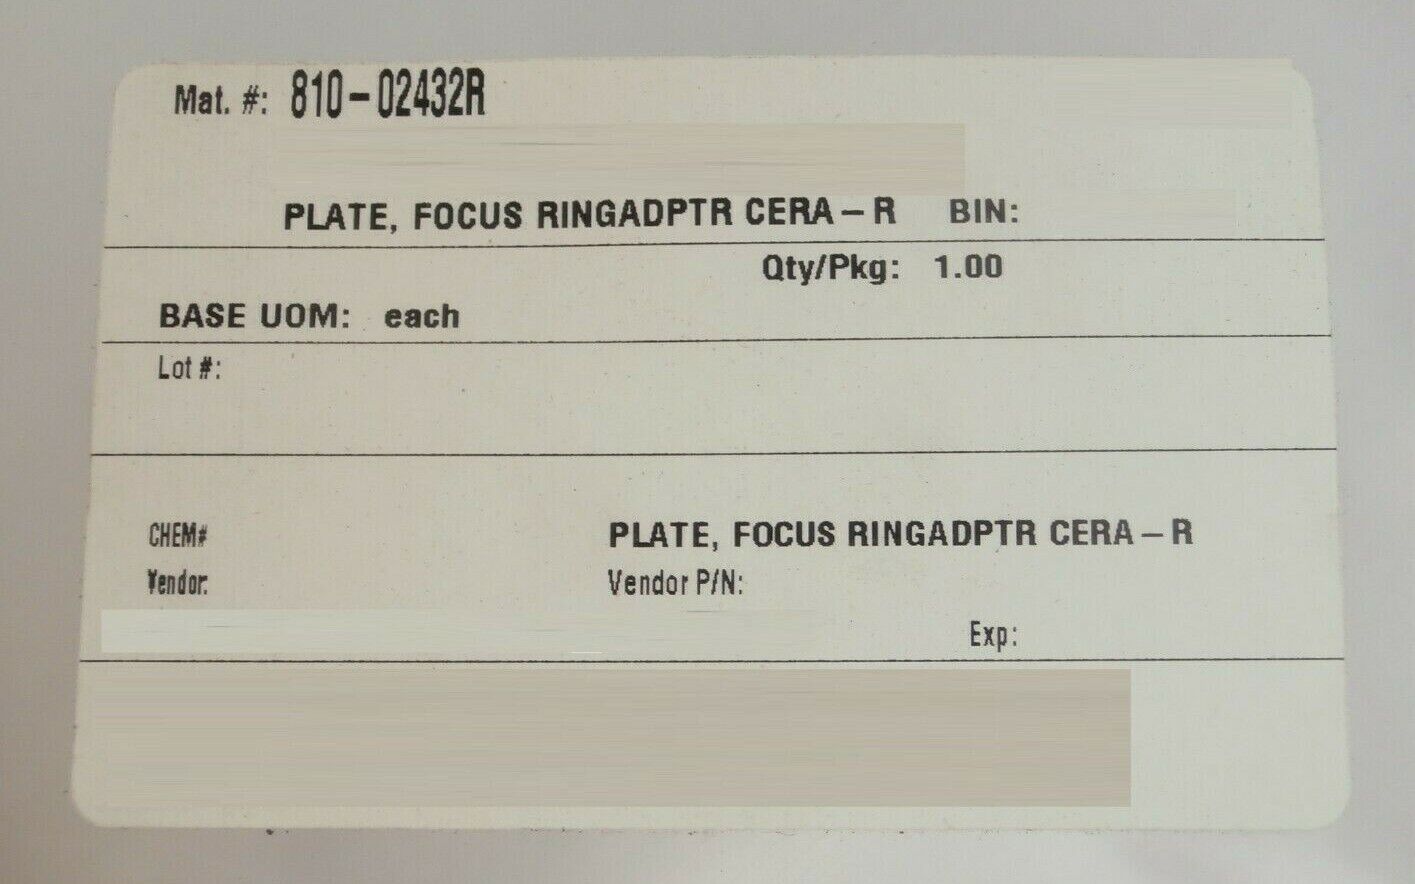 Mat. #: 810-02432R
PLATE, FOCUS RINGADPTR CERA-R BIN:
Qty/Pkg: 1.00
BASE UOM: each
Lot #:
CHEM# PLATE, FOCUS RINGADPTR CERA-R
Vendor: Vendor P/N:
Exp: